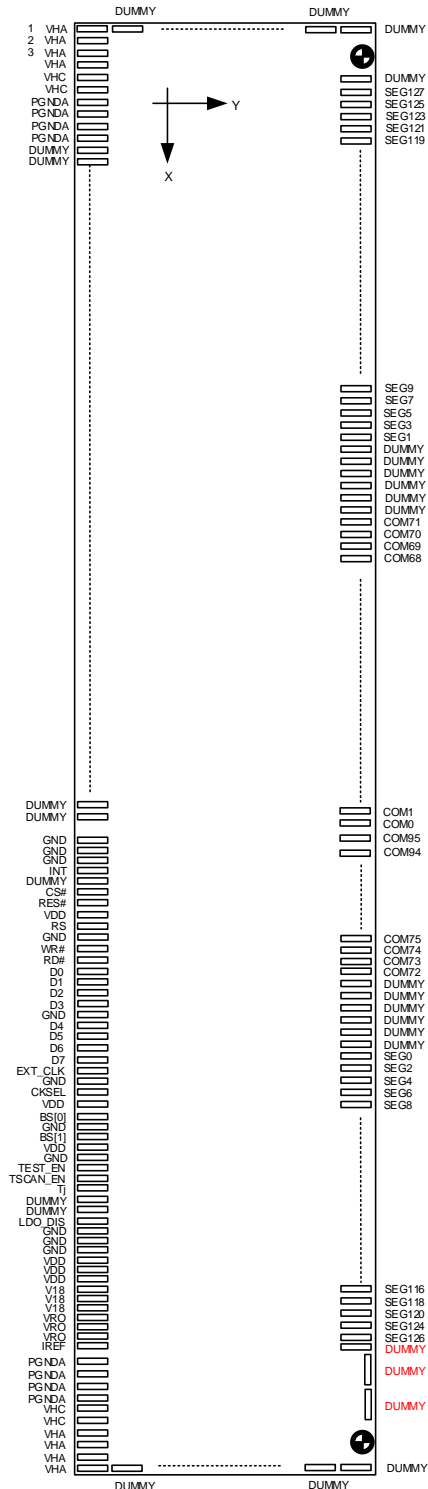 DUMMY DUMMY
1 VHA DUMMY
2 VHA
3 VHA
VHA
VHC DUMMY
VHC SEG127
PGNDA SEG125
PGNDA SEG123
PGNDA SEG121
PGNDA SEG119
DUMMY
DUMMY
Y
X
SEG9
SEG7
SEG5
SEG3
SEG1
DUMMY
DUMMY
DUMMY
DUMMY
DUMMY
DUMMY
COM71
COM70
COM69
COM68
DUMMY
DUMMY
GND
GND
GND
INT
DUMMY
CS#
RES#
VDD
RS
GND
WR#
RD#
D0
D1
D2
D3
GND
D4
D5
D6
D7
EXT_CLK
GND
CKSEL
VDD
BS[0]
GND
BS[1]
VDD
GND
TEST_EN
TSCAN_EN
Tj
DUMMY
DUMMY
LDO_DIS
GND
GND
GND
VDD
VDD
VDD
V18
V18
V18
VRO
VRO
VRO
IREF
PGNDA
PGNDA
PGNDA
PGNDA
VHC
VHC
VHA
VHA
VHA
VHA
COM1
COM0
COM95
COM94
COM75
COM74
COM73
COM72
DUMMY
DUMMY
DUMMY
DUMMY
DUMMY
DUMMY
SEG0
SEG2
SEG4
SEG6
SEG8
SEG116
SEG118
SEG120
SEG124
SEG126
DUMMY
DUMMY
DUMMY
DUMMY
DUMMY DUMMY